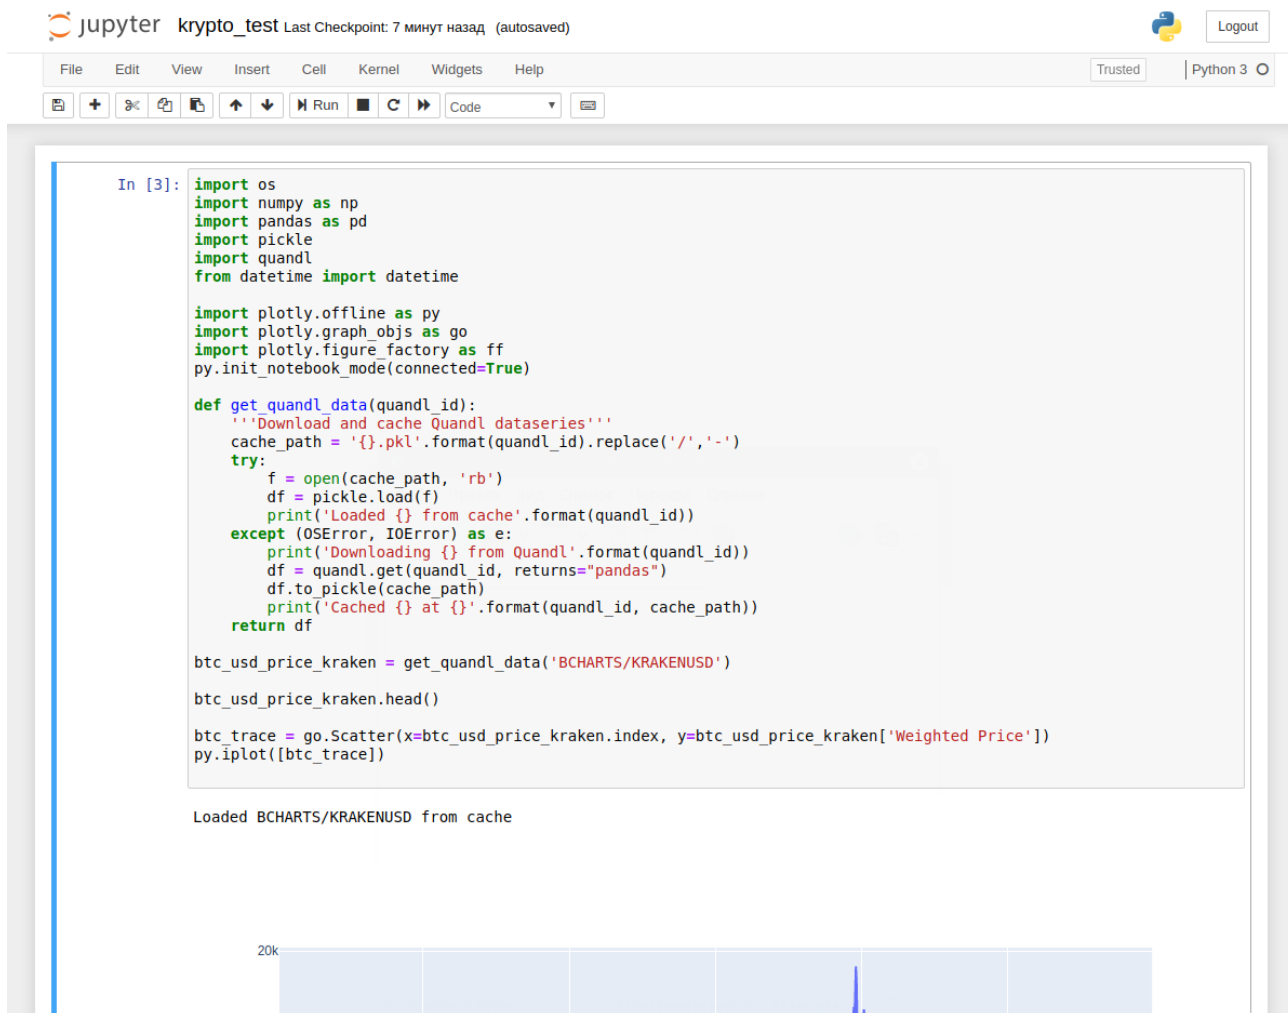 jupyter krypto_test Last Checkpoint: 7 минут назад (autosaved) Logout
File Edit View Insert Cell Kernel Widgets Help Trusted Python 3
Run Code
In [3]: import os
import numpy as np
import pandas as pd
import pickle
import quandl
from datetime import datetime

import plotly.offline as py
import plotly.graph_objs as go
import plotly.figure_factory as ff
py.init_notebook_mode(connected=True)

def get_quandl_data(quandl_id):
    '''Download and cache Quandl dataseries'''
    cache_path = '{}.pkl'.format(quandl_id).replace('/','-')
    try:
        f = open(cache_path, 'rb')
        df = pickle.load(f)
        print('Loaded {} from cache'.format(quandl_id))
    except (OSError, IOError) as e:
        print('Downloading {} from Quandl'.format(quandl_id))
        df = quandl.get(quandl_id, returns="pandas")
        df.to_pickle(cache_path)
        print('Cached {} at {}'.format(quandl_id, cache_path))
    return df

btc_usd_price_kraken = get_quandl_data('BCHARTS/KRAKENUSD')

btc_usd_price_kraken.head()

btc_trace = go.Scatter(x=btc_usd_price_kraken.index, y=btc_usd_price_kraken['Weighted Price'])
py.iplot([btc_trace])

Loaded BCHARTS/KRAKENUSD from cache
20k